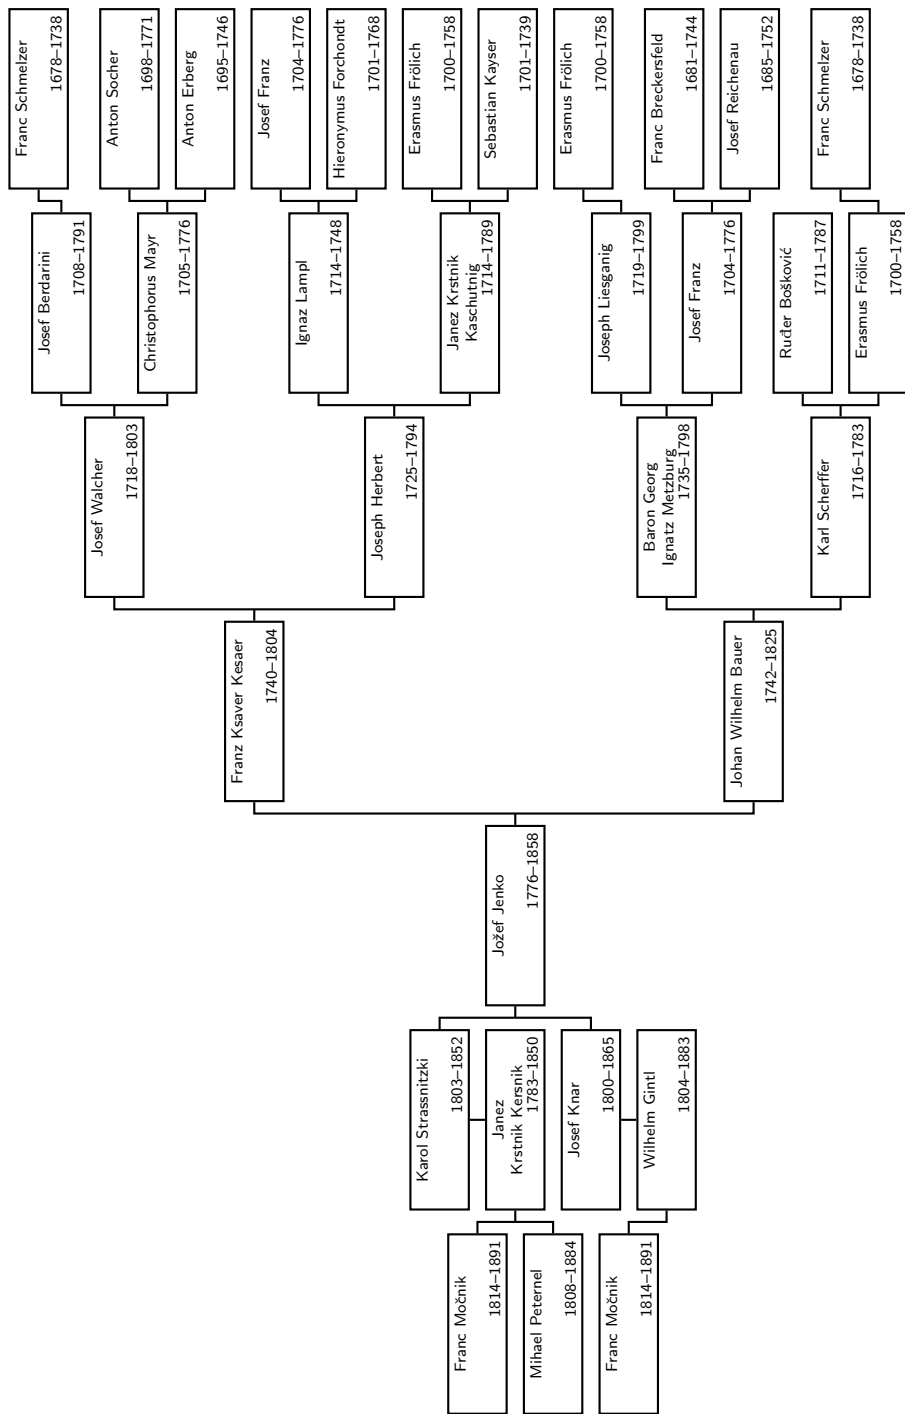 Franc Schmelzer
1678–1738
Anton Socher
1698–1771
Anton Erberg
1695–1746
Josef Franz
1704–1776
Hieronymus Forchondt
1701–1768
Erasmus Frölich
1700–1758
Sebastian Kayser
1701–1739
Erasmus Frölich
1700–1758
Franc Breckersfeld
1681–1744
Josef Reichenau
1685–1752
Franc Schmelzer
1678–1738
Josef Berdarini
1708–1791
Christophorus Mayr
1705–1776
Ignaz Lampl
1714–1748
Janez Krstnik
Kaschutnig
1714–1789
Joseph Liesganig
1719–1799
Josef Franz
1704–1776
Ruđer Bošković
1711–1787
Erasmus Frölich
1700–1758
Josef Walcher
1718–1803
Joseph Herbert
1725–1794
Baron Georg
Ignatz Metzburg
1735–1798
Karl Scherffer
1716–1783
Franz Ksaver Kesaer
1740–1804
Johan Wilhelm Bauer
1742–1825
Jožef Jenko
1776–1858
Karol Strassnitzki
1803–1852
Janez
Krstnik Kersnik
1783–1850
Josef Knar
1800–1865
Wilhelm Gintl
1804–1883
Franc Močnik
1814–1891
Mihael Peternel
1808–1884
Franc Močnik
1814–1891